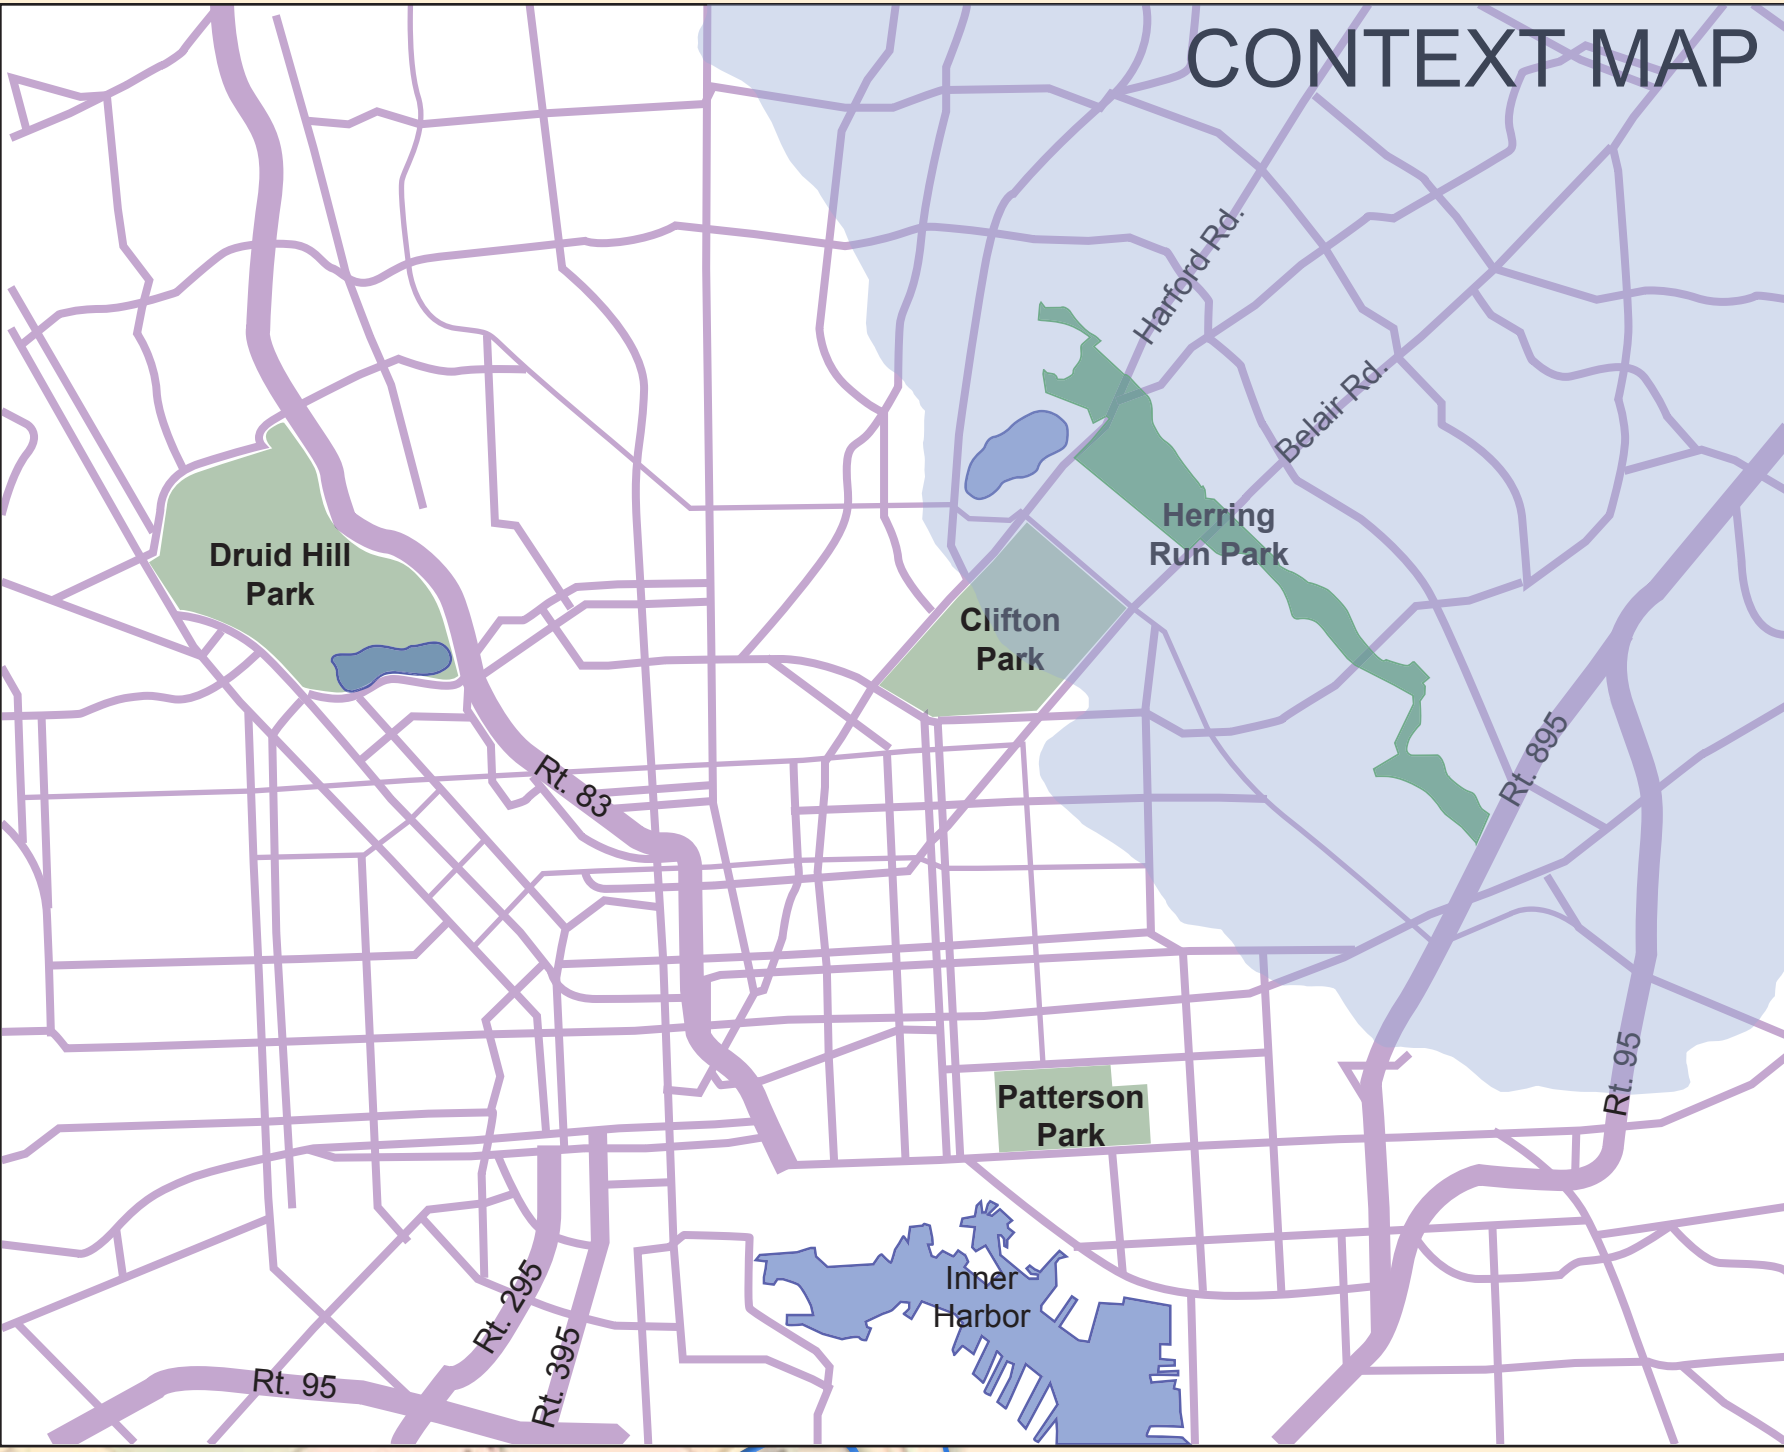 CONTEXT MAP
Harford Rd.
Belair Rd.
Herring
Run Park
Druid Hill
Park
Clifton
Park
Rt. 895
Rt. 83
Rt. 95
Patterson
Park
Inner
Harbor
Rt. 295
Rt. 395
Rt. 95